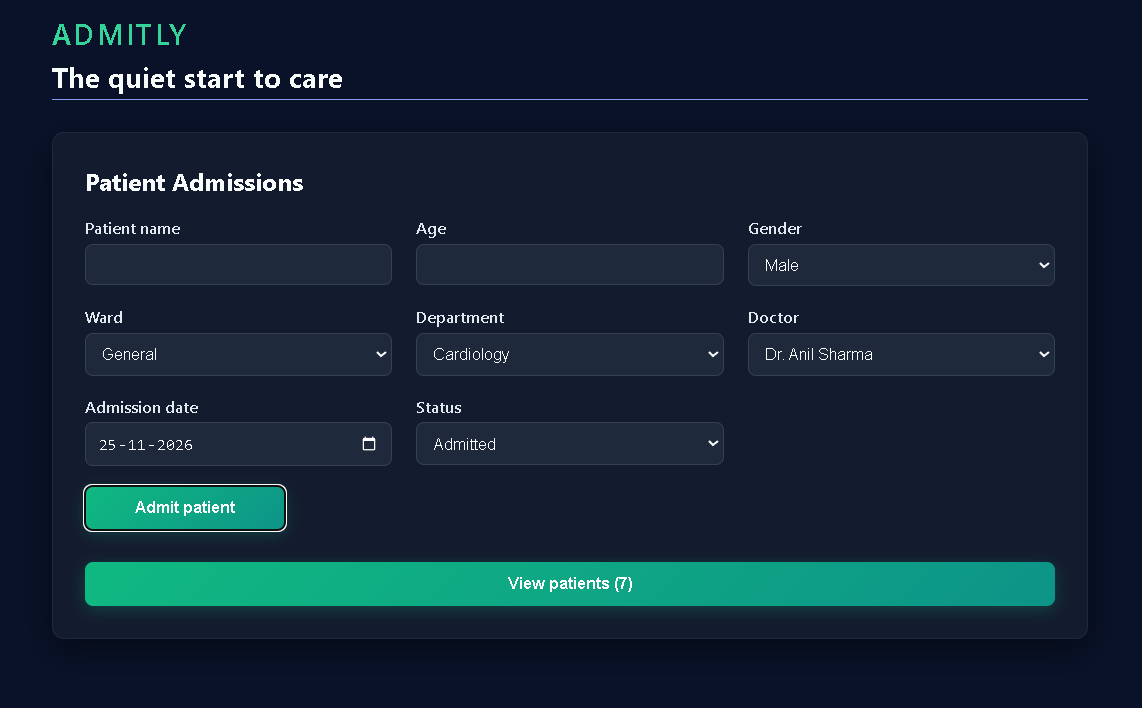 ADMITLY
The quiet start to care
Patient Admissions
Patient name
Age
Gender
Male
Ward
Department
Doctor
General
Cardiology
Dr. Anil Sharma
Admission date
Status
25-11-2026
Admitted
Admit patient
View patients (7)